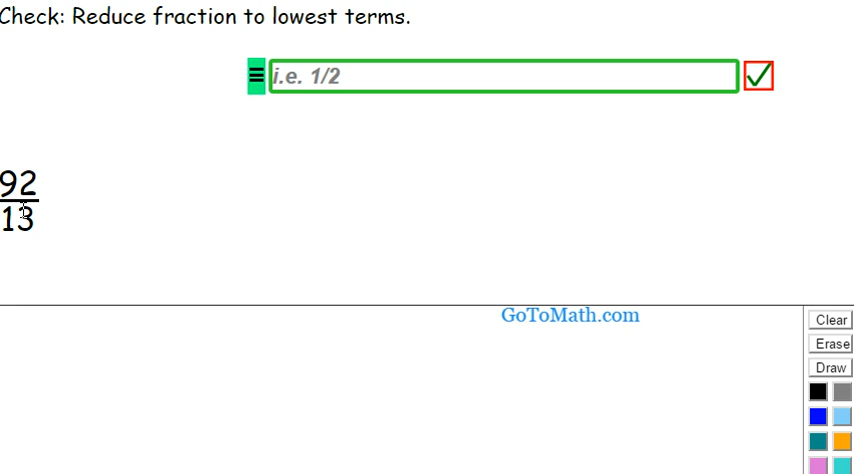 Check: Reduce fraction to lowest terms.
i.e. 1/2
92
13
GoToMath.com
Clear
Erase
Draw